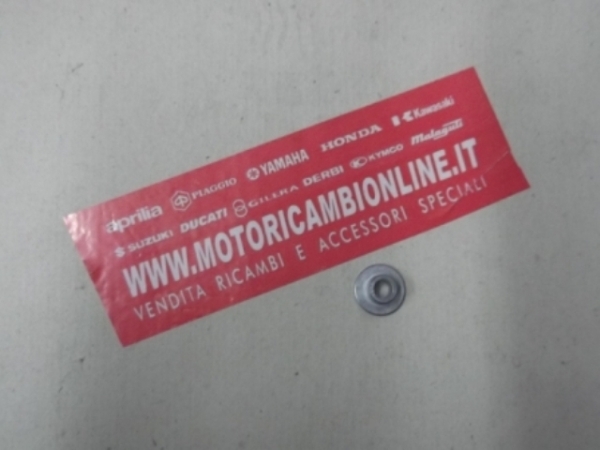 aprilia PIAGGIO YAMAHA HONDA Kawasaki
SUZUKI DUCATI GILERA DERBI KYMCO Malaguti
WWW.MOTORICAMBIONLINE.IT
VENDITA RICAMBI E ACCESSORI SPECIALI